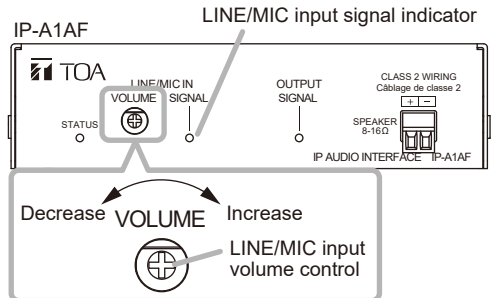 LINE/MIC input signal indicator
IP-A1AF
TOA
LINE/MIC IN
VOLUME SIGNAL
OUTPUT
SIGNAL
CLASS 2 WIRING
Câblage de classe 2
+ −
STATUS
SPEAKER
8-16Ω
IP AUDIO INTERFACE IP-A1AF
Decrease VOLUME Increase
LINE/MIC input
volume control